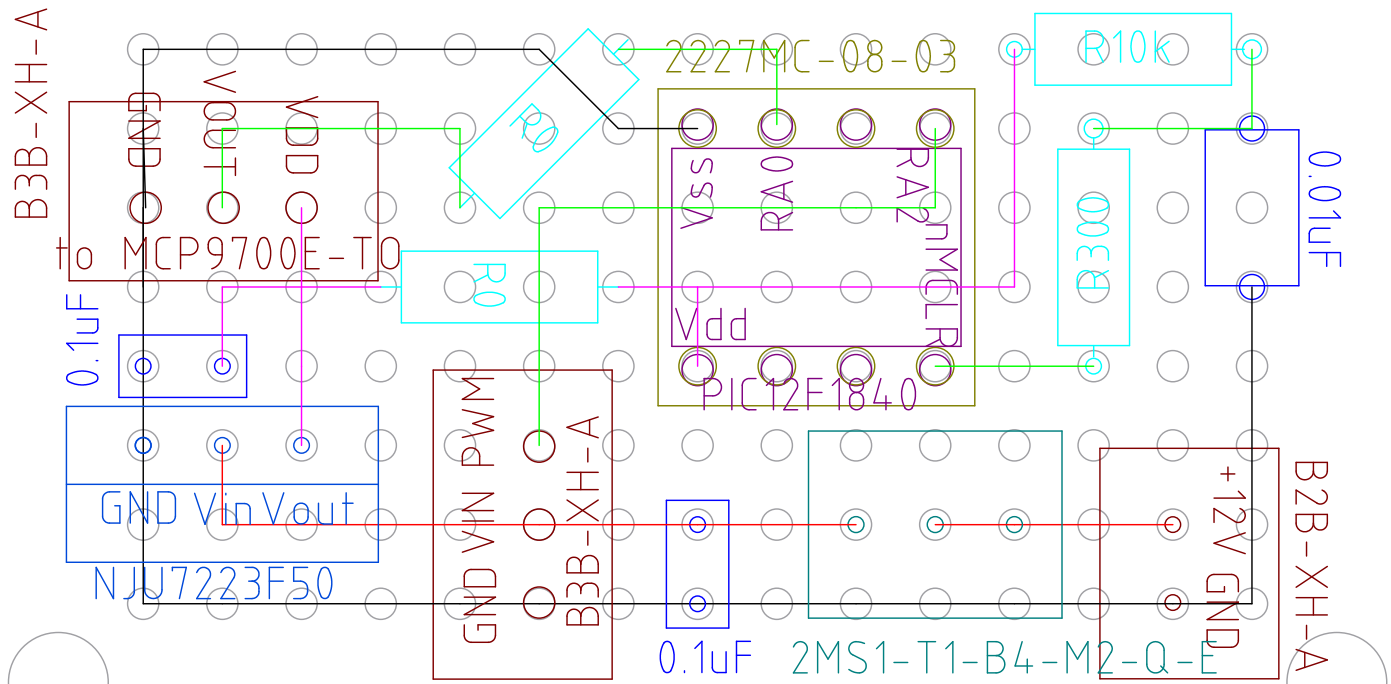 B3B-XH-A
GND
VOUT
VDD
to MCP9700E-TO
R0
2227MC-08-03
R10k
Vss
RA0
RA2
nMCLR
Vdd
PIC12F1840
R300
0.01uF
R0
0.1uF
GND Vin Vout
NJU7223F50
PWM
VIN
GND
B3B-XH-A
0.1uF
2MS1-T1-B4-M2-Q-E
+12V
GND
B2B-XH-A